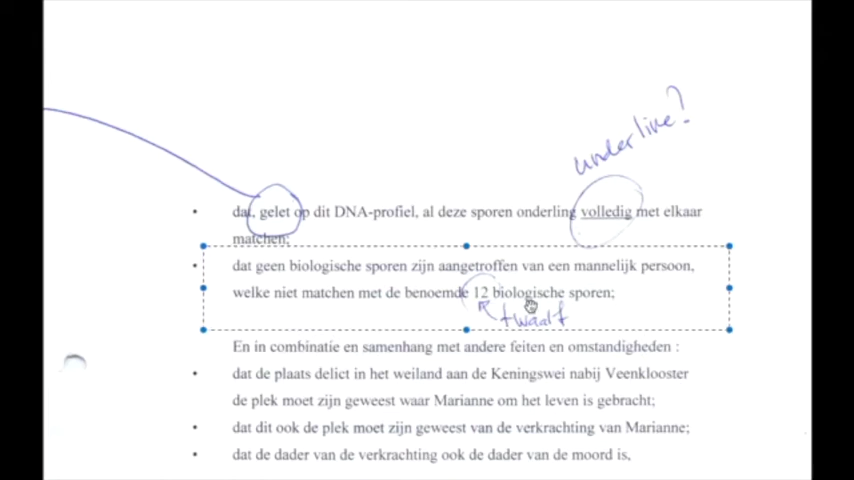 underline?
dat, gelet op dit DNA-profiel, al deze sporen onderling volledig met elkaar
matchen;
dat geen biologische sporen zijn aangetroffen van een mannelijk persoon,
welke niet matchen met de benoemde 12 biologische sporen;
twaalf
En in combinatie en samenhang met andere feiten en omstandigheden :
dat de plaats delict in het weiland aan de Keningswei nabij Veenklooster
de plek moet zijn geweest waar Marianne om het leven is gebracht;
dat dit ook de plek moet zijn geweest van de verkrachting van Marianne;
dat de dader van de verkrachting ook de dader van de moord is,